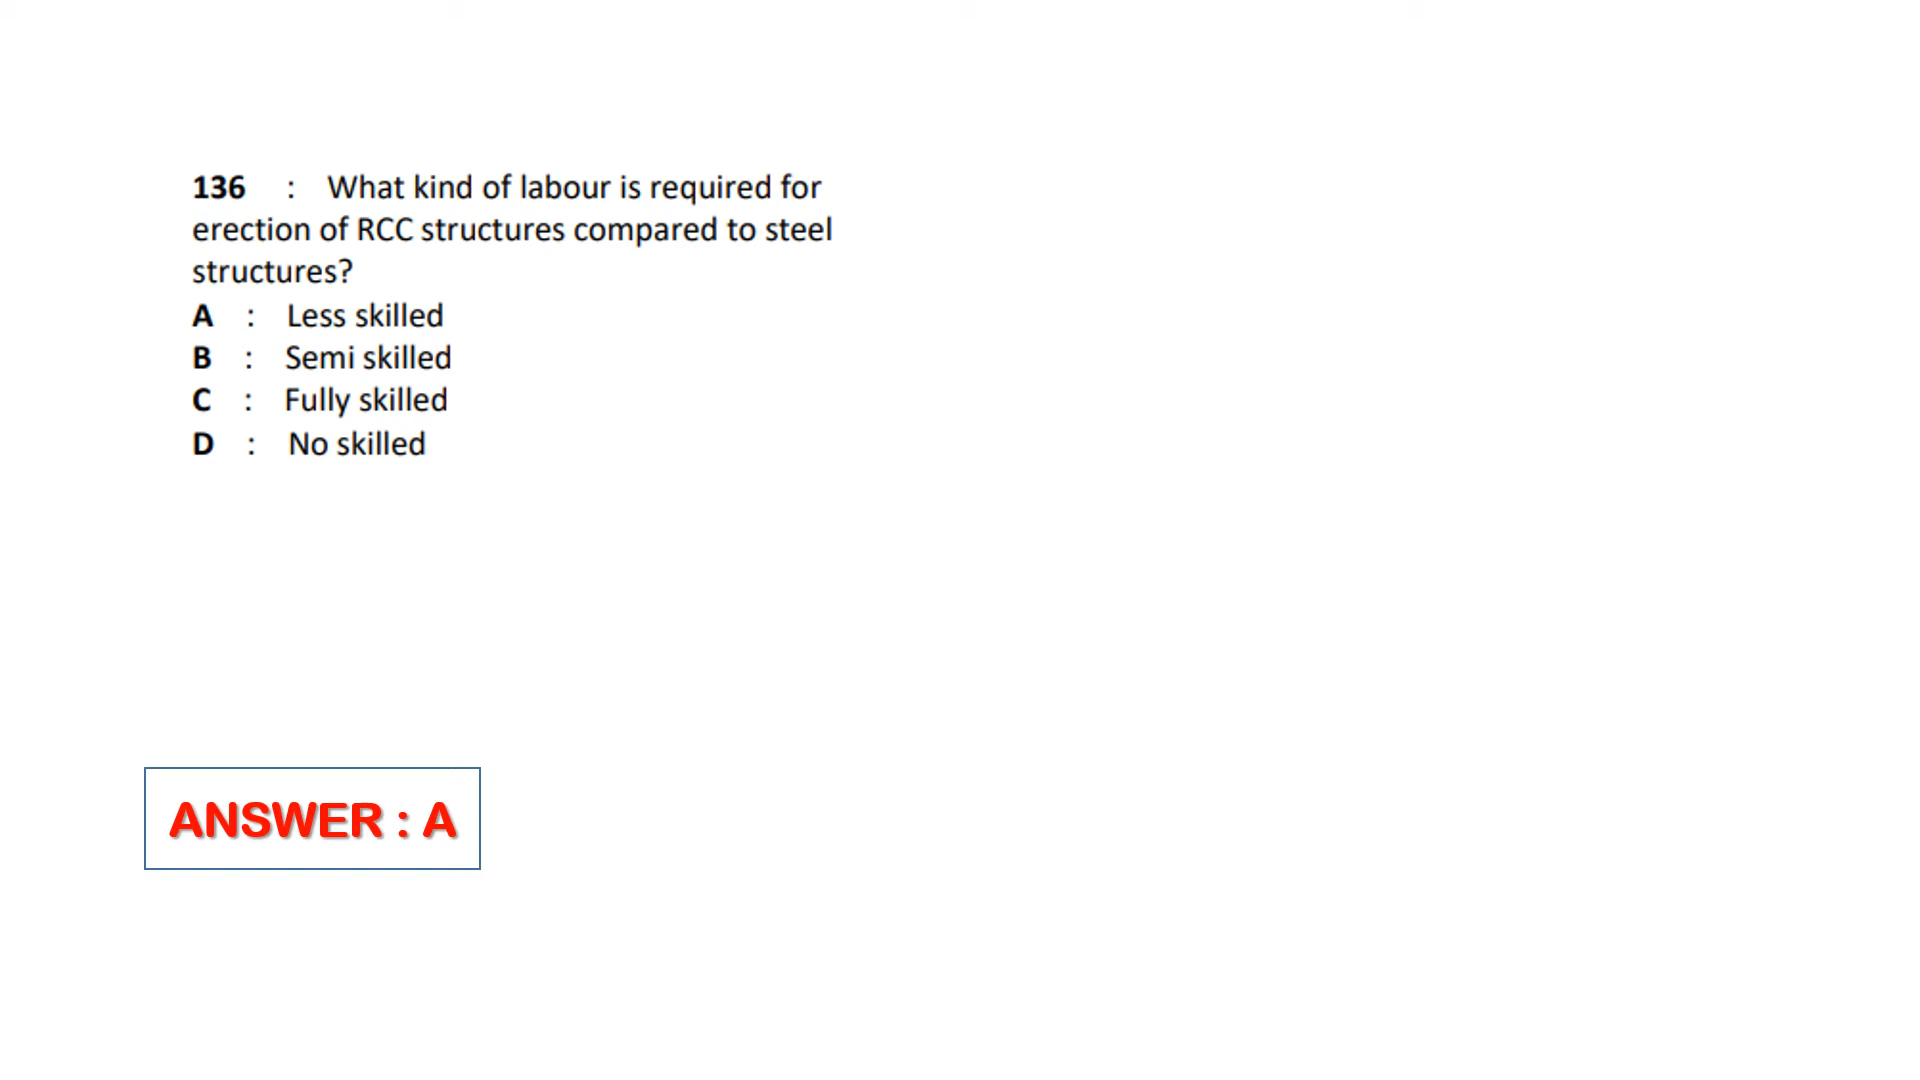 136 : What kind of labour is required for
erection of RCC structures compared to steel
structures?
A : Less skilled
B : Semi skilled
C : Fully skilled
D : No skilled
ANSWER : A